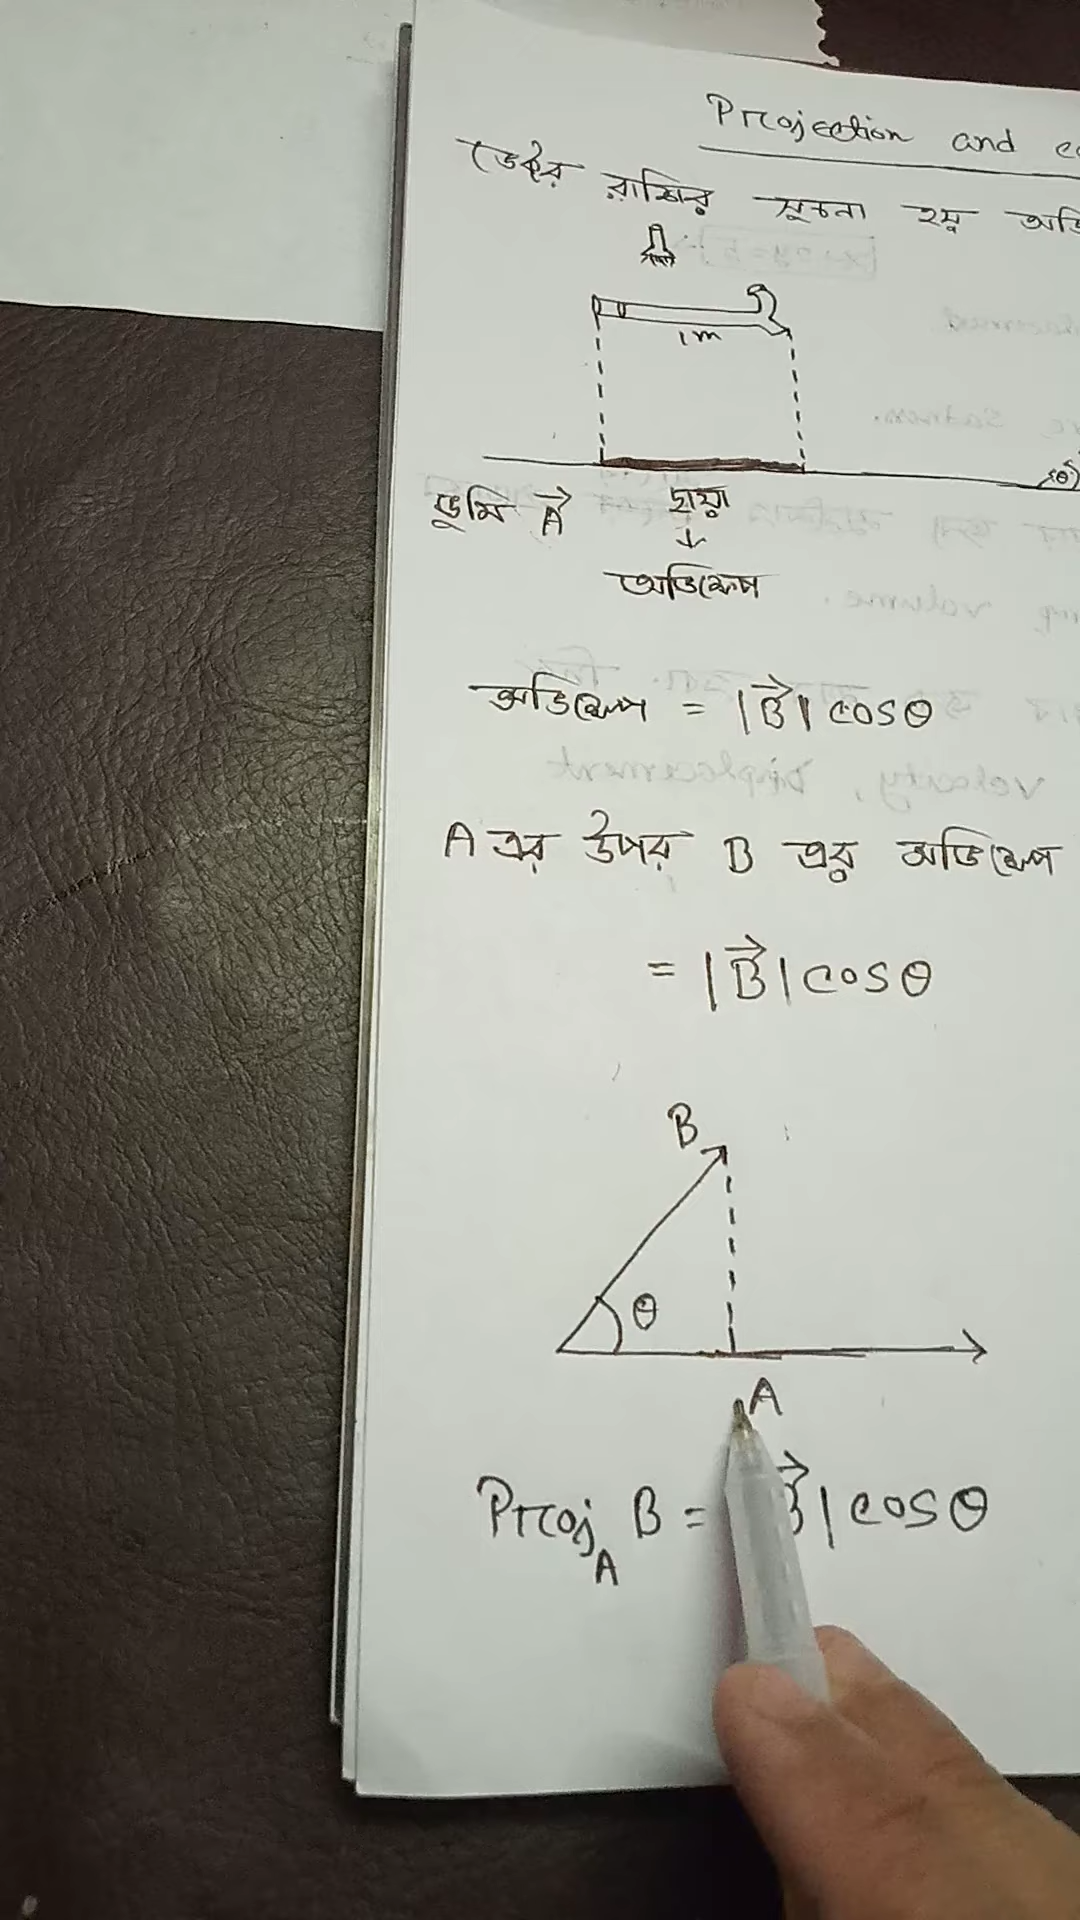 Projection and
ভেক্টর রাশির সূচনা হয়
1m
ভূমি A⃗ ছায়া
↓
অভিক্ষেপ
অভিক্ষেপ = |B⃗| cosθ
A এর উপর B এর অভিক্ষেপ
= |B⃗| cosθ
B
θ
A
Proj_A B = B⃗| cosθ